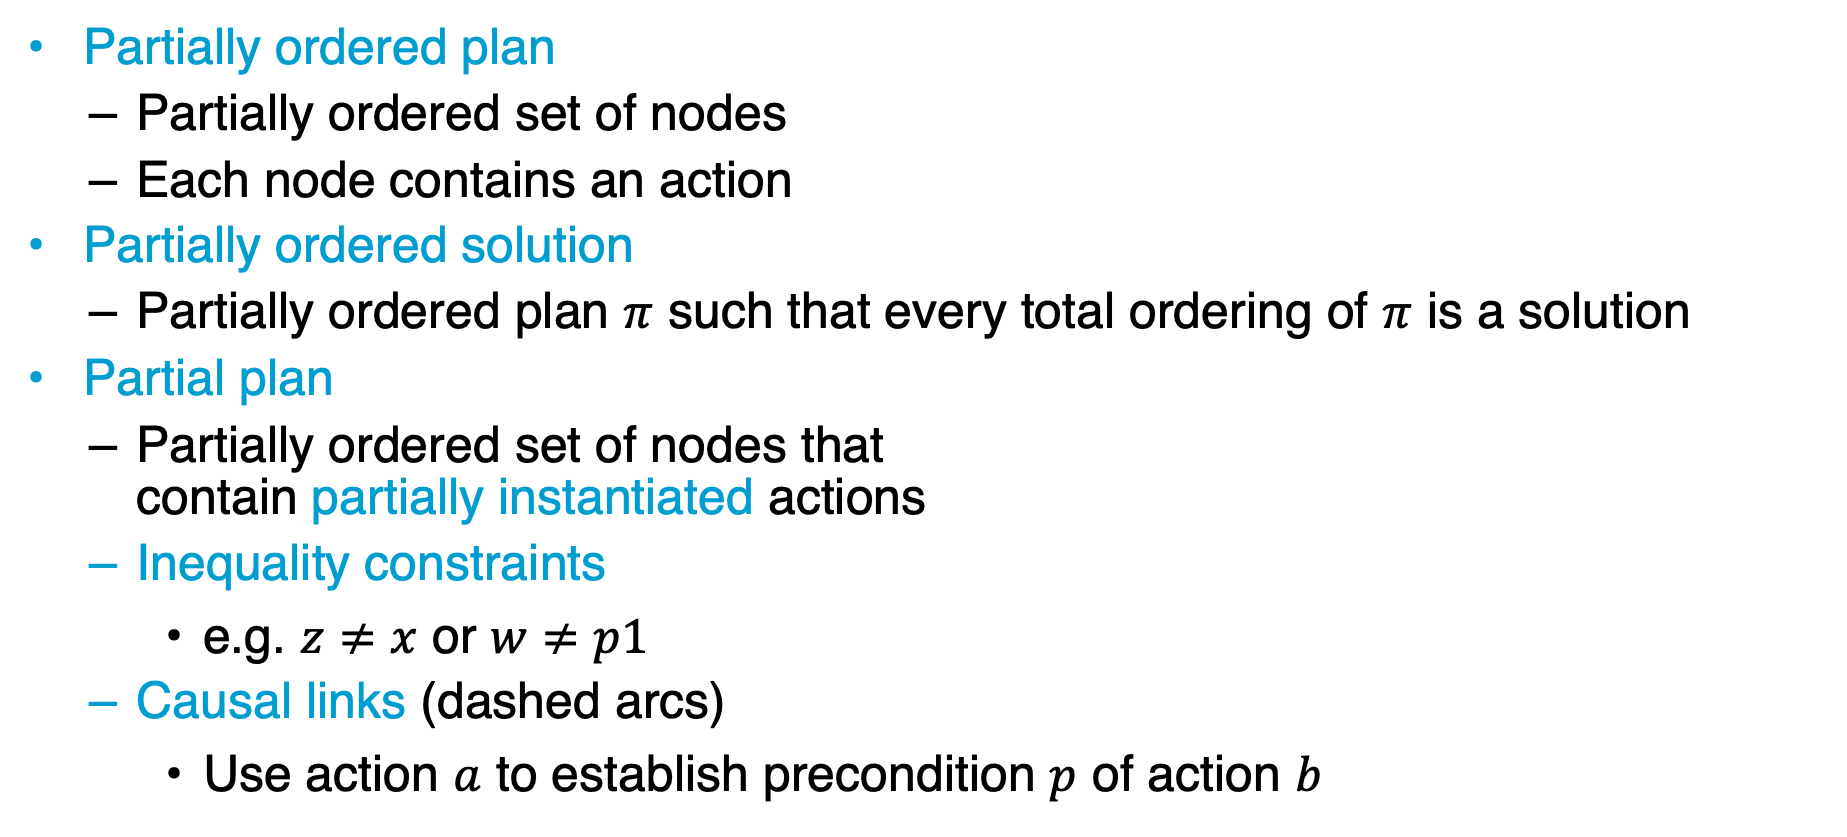 • Partially ordered plan
– Partially ordered set of nodes
– Each node contains an action
• Partially ordered solution
– Partially ordered plan π such that every total ordering of π is a solution
• Partial plan
– Partially ordered set of nodes that
contain partially instantiated actions
– Inequality constraints
• e.g. z ≠ x or w ≠ p1
– Causal links (dashed arcs)
• Use action a to establish precondition p of action b